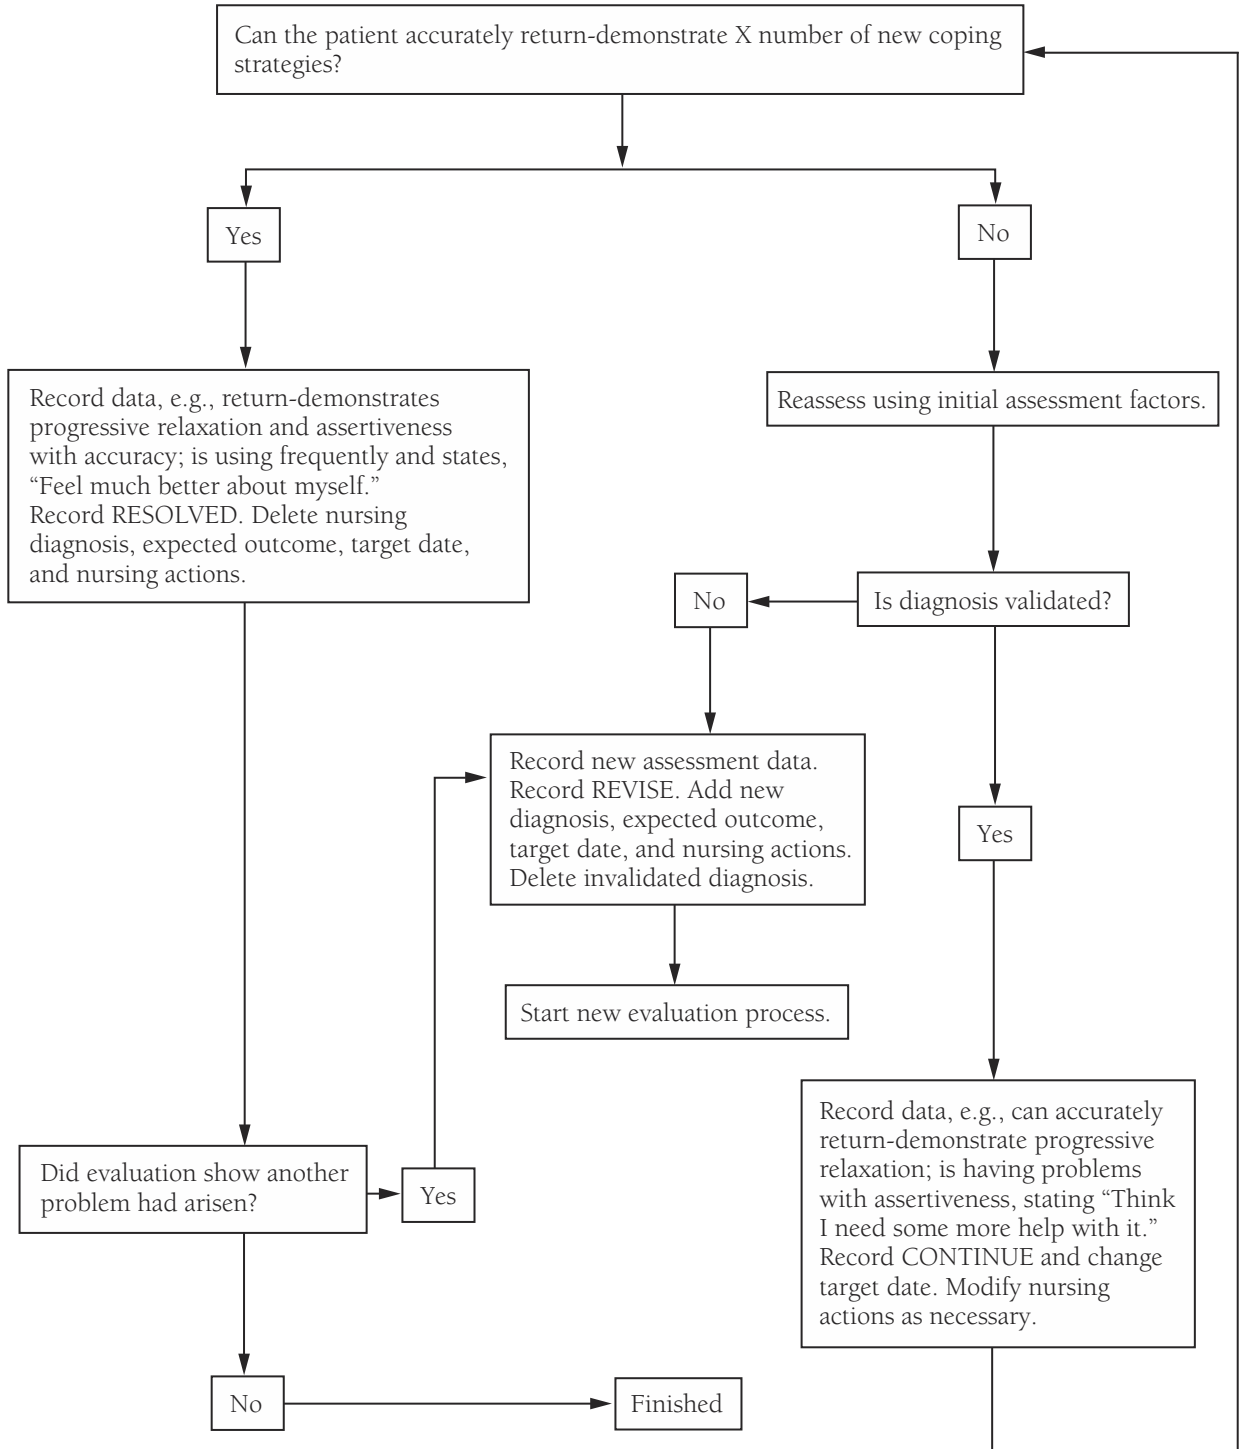 Can the patient accurately return-demonstrate X number of new coping
strategies?
Yes
No
Record data, e.g., return-demonstrates
progressive relaxation and assertiveness
with accuracy; is using frequently and states,
“Feel much better about myself.”
Record RESOLVED. Delete nursing
diagnosis, expected outcome, target date,
and nursing actions.
Reassess using initial assessment factors.
No
Is diagnosis validated?
Record new assessment data.
Record REVISE. Add new
diagnosis, expected outcome,
target date, and nursing actions.
Delete invalidated diagnosis.
Yes
Start new evaluation process.
Record data, e.g., can accurately
return-demonstrate progressive
relaxation; is having problems
with assertiveness, stating “Think
I need some more help with it.”
Record CONTINUE and change
target date. Modify nursing
actions as necessary.
Did evaluation show another
problem had arisen?
Yes
No
Finished